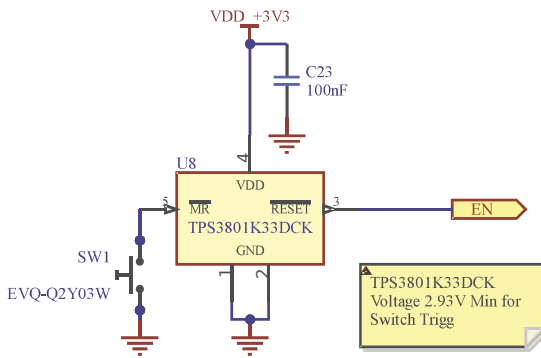 VDD_+3V3
C23
100nF
U8
4
VDD
5
MR
RESET
3
EN
TPS3801K33DCK
GND
SW1
1
2
EVQ-Q2Y03W
TPS3801K33DCK
Voltage 2.93V Min for
Switch Trigg